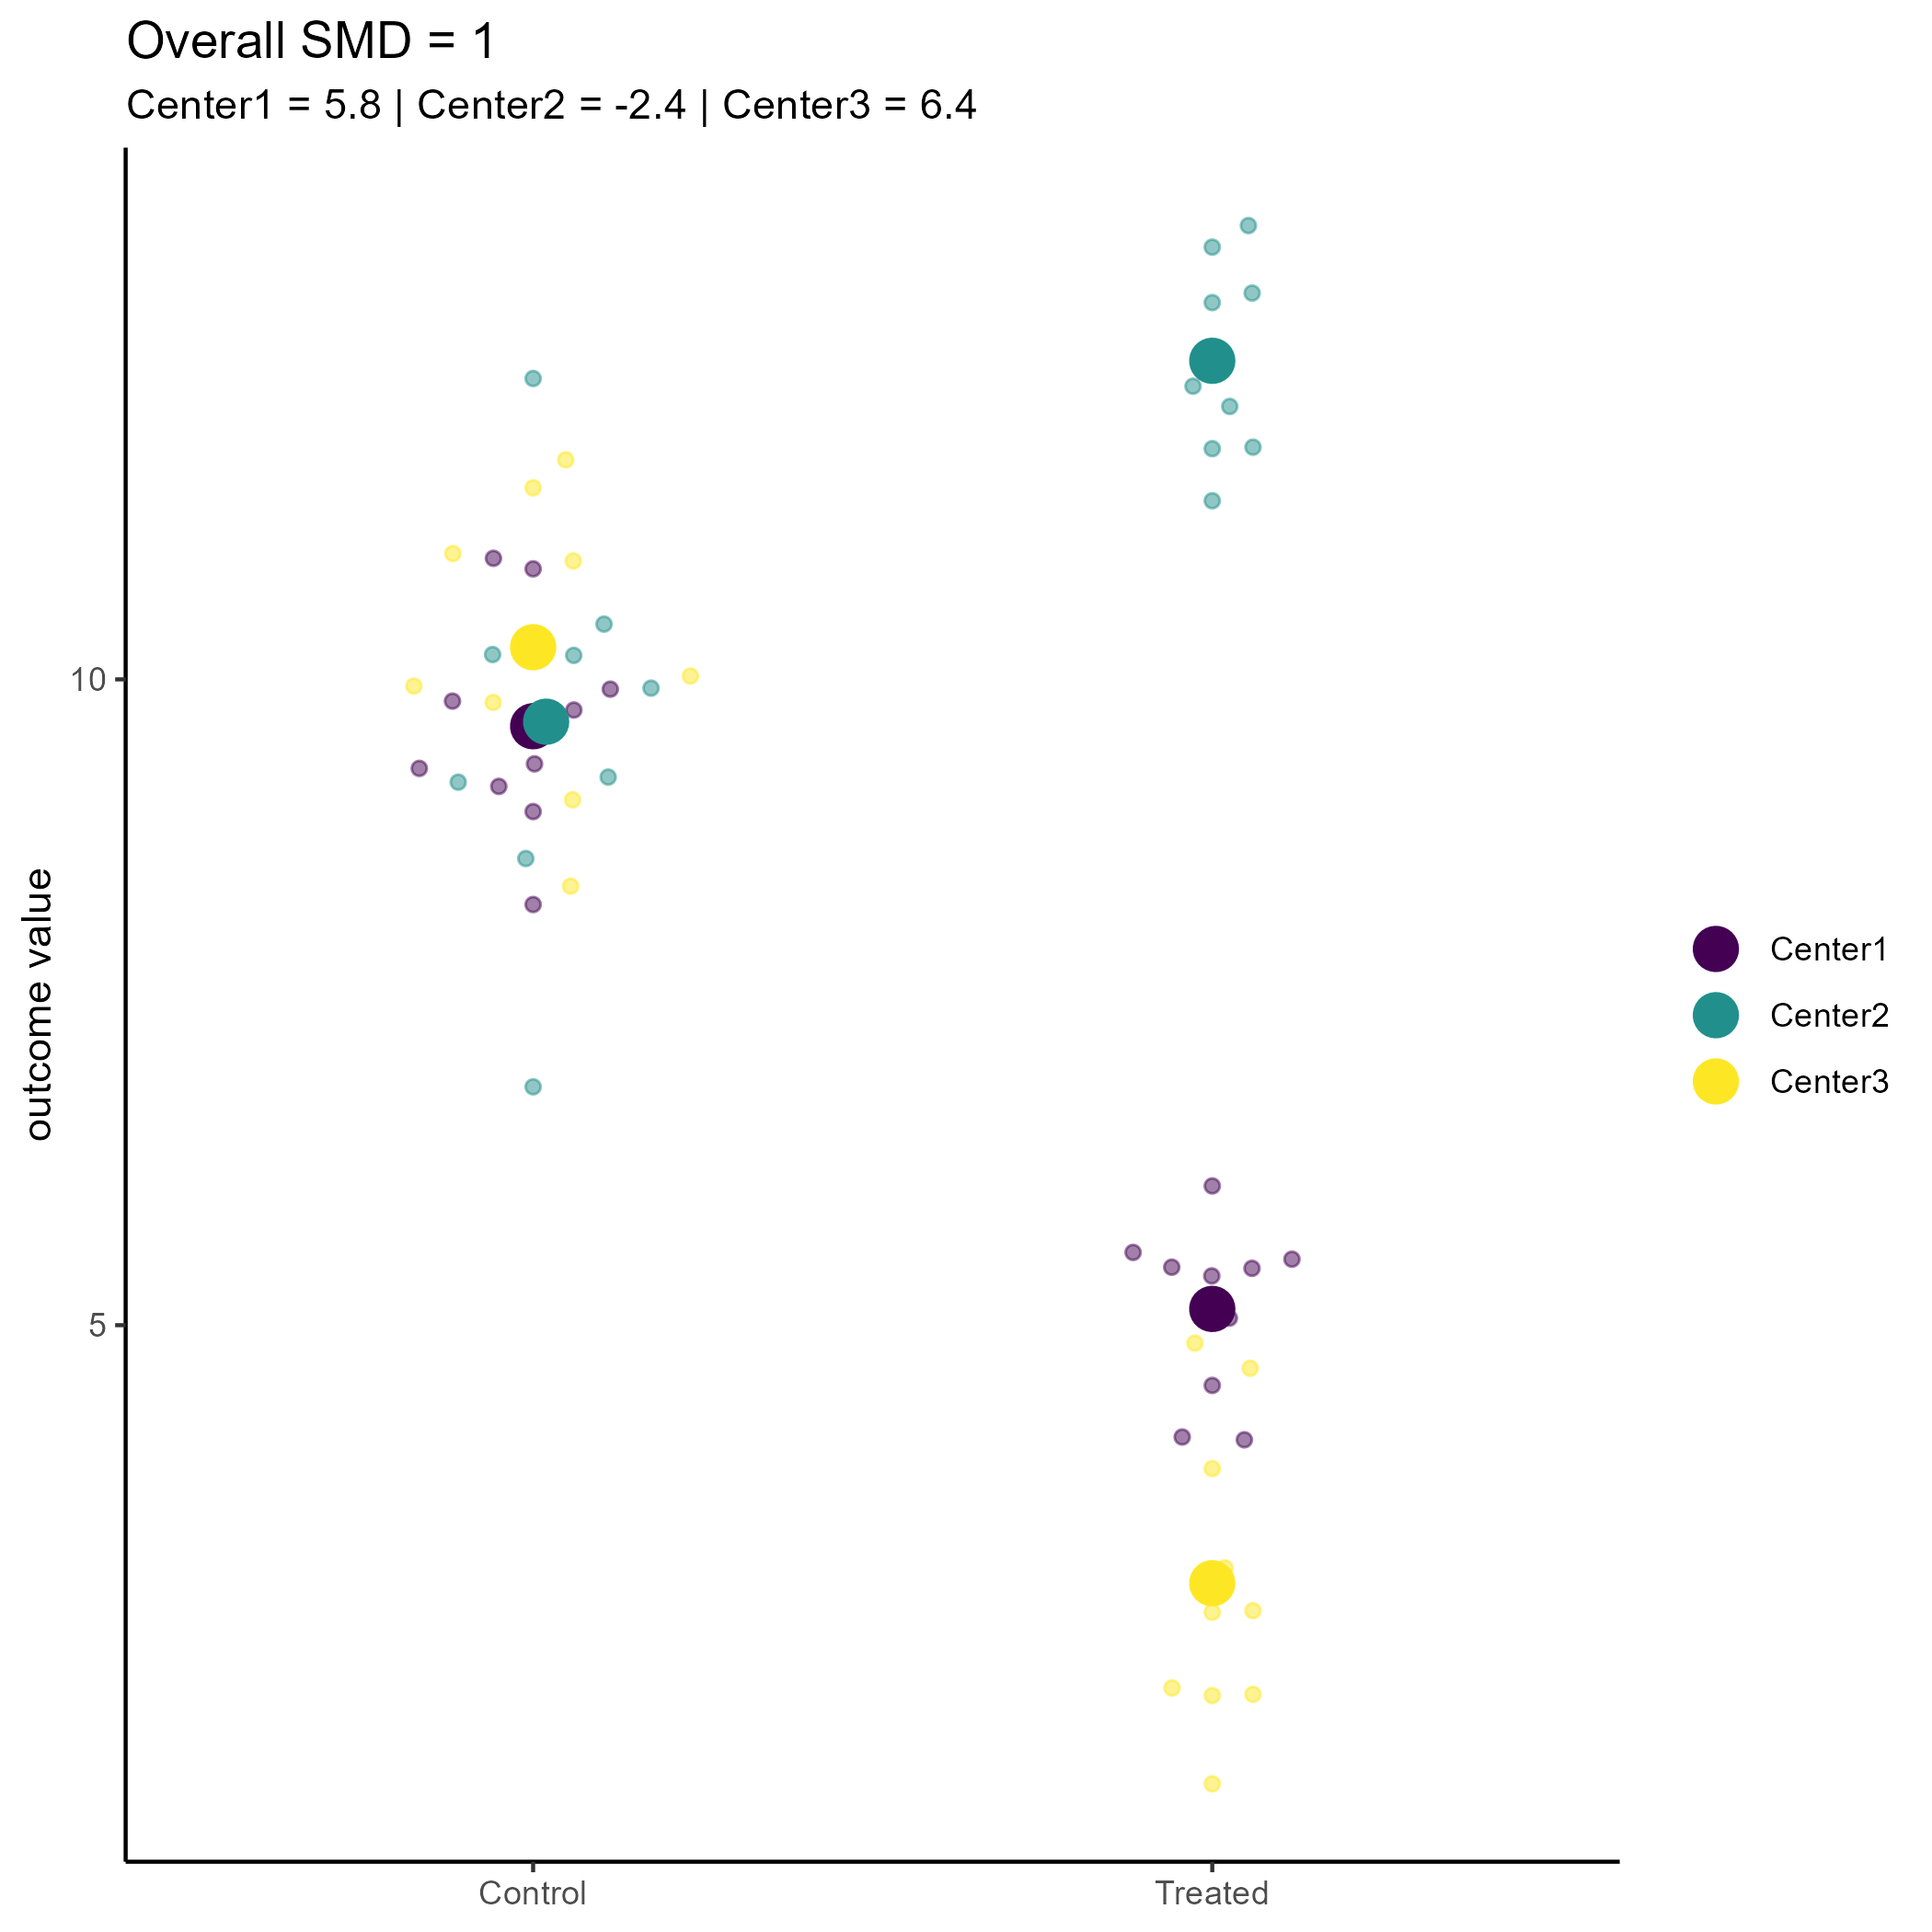 Overall SMD = 1
Center1 = 5.8 | Center2 = -2.4 | Center3 = 6.4
outcome value
10
5
Control
Treated
Center1
Center2
Center3